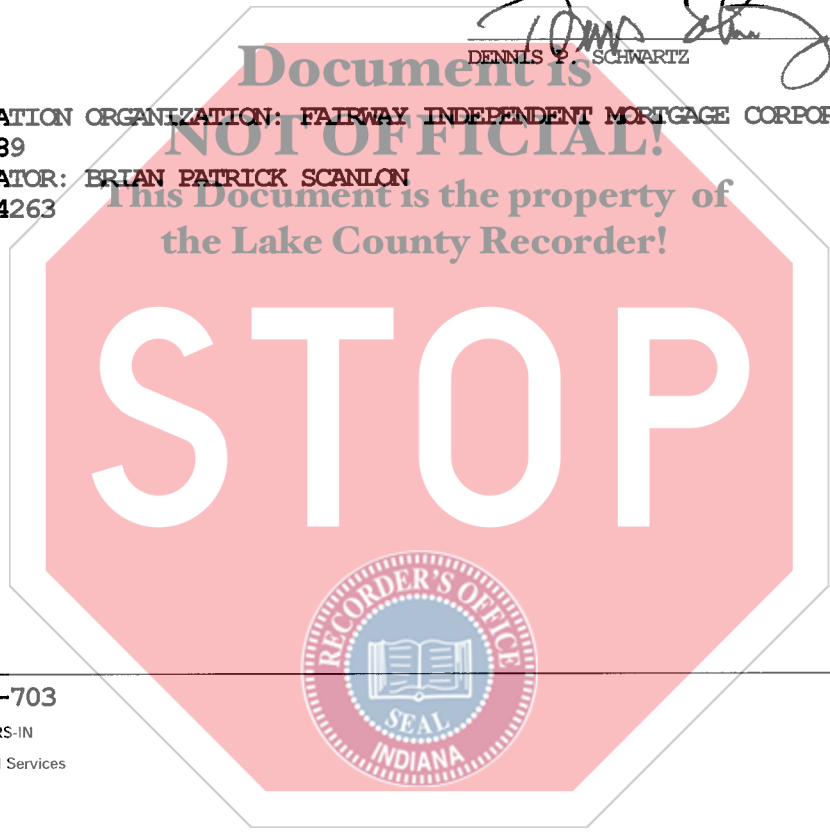 DENNIS P. SCHWARTZ
Document is
ATION ORGANIZATION: FAIRWAY INDEPENDENT MORTGAGE CORPOR
NOT OFFICIAL!
89
ATOR: BRIAN PATRICK SCANLON
This Document is the property of
4263
the Lake County Recorder!
STOP
RECORDER'S OFFICE
SEAL
INDIANA
-703
RS-IN
l Services